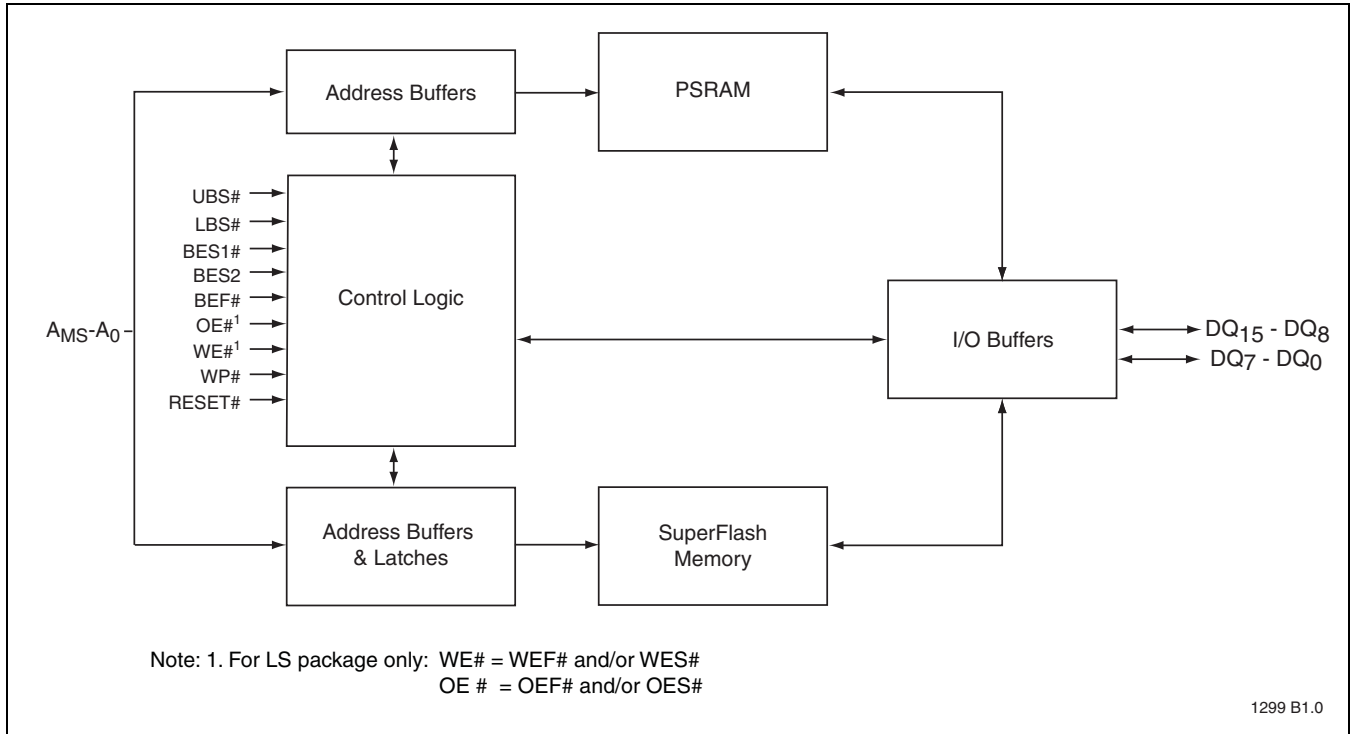 Address Buffers
PSRAM
UBS#
LBS#
BES1#
BES2
BEF#
OE#1
WE#1
WP#
RESET#
Control Logic
AMS-A0
I/O Buffers
DQ15 - DQ8
DQ7 - DQ0
Address Buffers
& Latches
SuperFlash
Memory
Note: 1. For LS package only: WE# = WEF# and/or WES#
OE # = OEF# and/or OES#
1299 B1.0